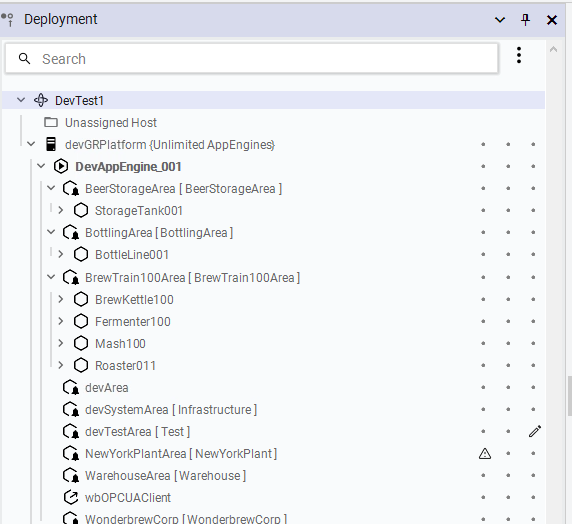 Deployment
Search
DevTest1
Unassigned Host
devGRPlatform {Unlimited AppEngines}
DevAppEngine_001
BeerStorageArea [ BeerStorageArea ]
StorageTank001
BottlingArea [ BottlingArea ]
BottleLine001
BrewTrain100Area [ BrewTrain100Area ]
BrewKettle100
Fermenter100
Mash100
Roaster011
devArea
devSystemArea [ Infrastructure ]
devTestArea [ Test ]
NewYorkPlantArea [ NewYorkPlant ]
WarehouseArea [ Warehouse ]
wbOPCUAClient
WonderbrewCorp [ WonderbrewCorp ]